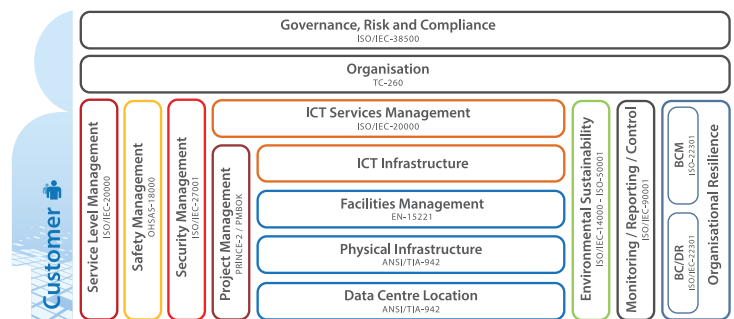 Governance, Risk and Compliance
ISO/IEC-38500
Organisation
TC-260
Customer
Service Level Management
ISO/IEC-20000
Safety Management
OHSAS-18000
Security Management
ISO/IEC-27001
ICT Services Management
ISO/IEC-20000
Project Management
PRINCE-2 / PMBOK
ICT Infrastructure
Facilities Management
EN-15221
Physical Infrastructure
ANSI/TIA-942
Data Centre Location
ANSI/TIA-942
Environmental Sustainability
ISO/IEC-14000 - ISO-50001
Monitoring / Reporting / Control
ISO/IEC-90001
BCM
ISO-22301
BC/DR
ISO/IEC-22301
Organisational Resilience